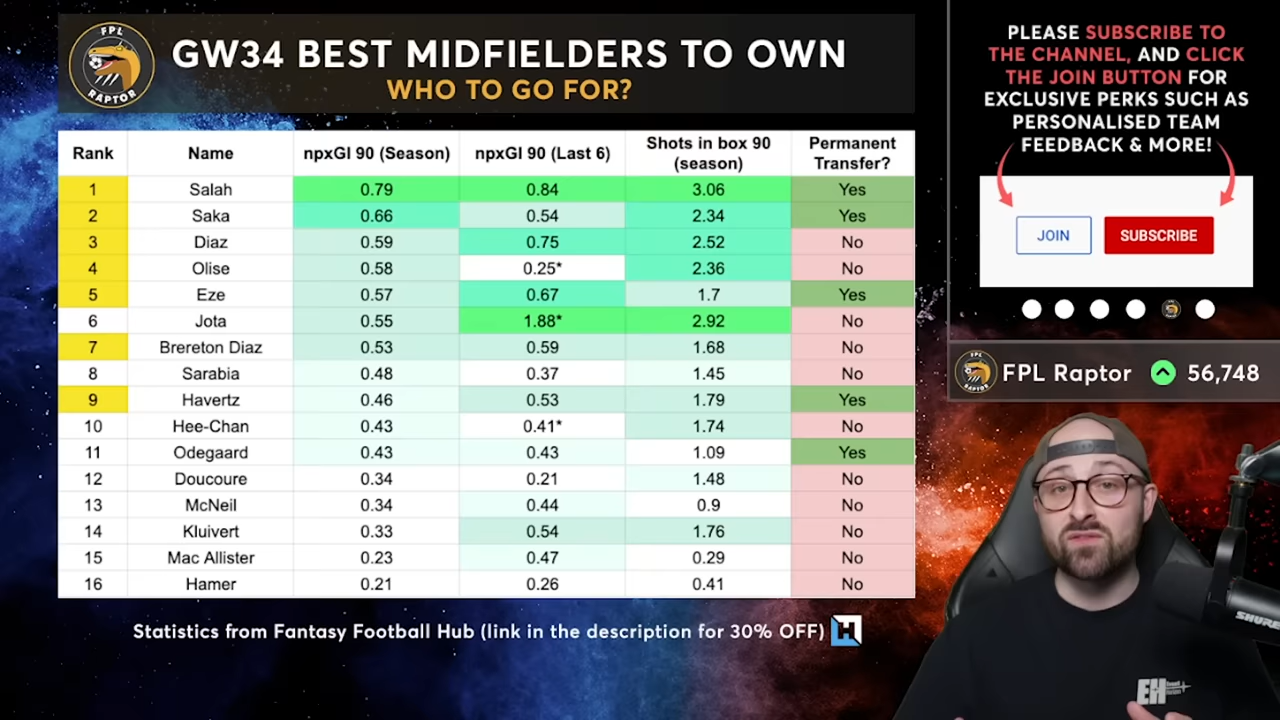 FPL
RAPTOR
GW34 BEST MIDFIELDERS TO OWN
WHO TO GO FOR?
Rank Name npxGI 90 (Season) npxGI 90 (Last 6) Shots in box 90 (season) Permanent Transfer?
1 Salah 0.79 0.84 3.06 Yes
2 Saka 0.66 0.54 2.34 Yes
3 Diaz 0.59 0.75 2.52 No
4 Olise 0.58 0.25* 2.36 No
5 Eze 0.57 0.67 1.7 Yes
6 Jota 0.55 1.88* 2.92 No
7 Brereton Diaz 0.53 0.59 1.68 No
8 Sarabia 0.48 0.37 1.45 No
9 Havertz 0.46 0.53 1.79 Yes
10 Hee-Chan 0.43 0.41* 1.74 No
11 Odegaard 0.43 0.43 1.09 Yes
12 Doucoure 0.34 0.21 1.48 No
13 McNeil 0.34 0.44 0.9 No
14 Kluivert 0.33 0.54 1.76 No
15 Mac Allister 0.23 0.47 0.29 No
16 Hamer 0.21 0.26 0.41 No
Statistics from Fantasy Football Hub (link in the description for 30% OFF) H
PLEASE SUBSCRIBE TO
THE CHANNEL, AND CLICK
THE JOIN BUTTON FOR
EXCLUSIVE PERKS SUCH AS
PERSONALISED TEAM
FEEDBACK & MORE!
JOIN SUBSCRIBE
FPL Raptor 56,748
SHURE
EH